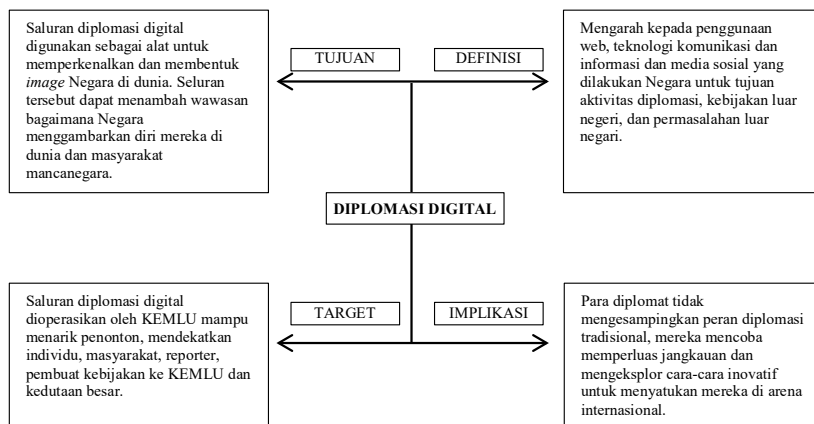 Saluran diplomasi digital
digunakan sebagai alat untuk
memperkenalkan dan membentuk
image Negara di dunia. Seluran
tersebut dapat menambah wawasan
bagaimana Negara
menggambarkan diri mereka di
dunia dan masyarakat
mancanegara.
TUJUAN
DEFINISI
Mengarah kepada penggunaan
web, teknologi komunikasi dan
informasi dan media sosial yang
dilakukan Negara untuk tujuan
aktivitas diplomasi, kebijakan luar
negeri, dan permasalahan luar
negari.
DIPLOMASI DIGITAL
Saluran diplomasi digital
dioperasikan oleh KEMLU mampu
menarik penonton, mendekatkan
individu, masyarakat, reporter,
pembuat kebijakan ke KEMLU dan
kedutaan besar.
TARGET
IMPLIKASI
Para diplomat tidak
mengesampingkan peran diplomasi
tradisional, mereka mencoba
memperluas jangkauan dan
mengeksplor cara-cara inovatif
untuk menyatukan mereka di arena
internasional.